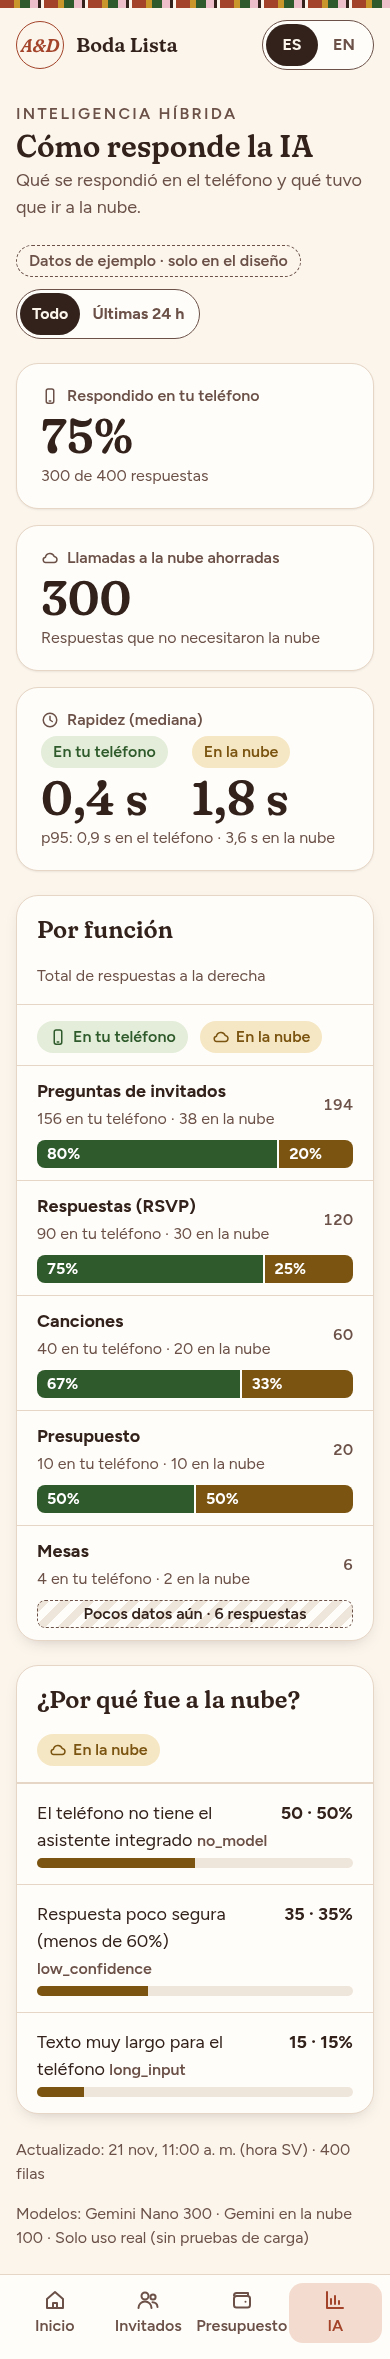 A&D Boda Lista ES EN
INTELIGENCIA HÍBRIDA
Cómo responde la IA
Qué se respondió en el teléfono y qué tuvo
que ir a la nube.
Datos de ejemplo · solo en el diseño
Todo Últimas 24 h
Respondido en tu teléfono
75%
300 de 400 respuestas
Llamadas a la nube ahorradas
300
Respuestas que no necesitaron la nube
Rapidez (mediana)
En tu teléfono En la nube
0,4 s 1,8 s
p95: 0,9 s en el teléfono · 3,6 s en la nube
Por función
Total de respuestas a la derecha
En tu teléfono En la nube
Preguntas de invitados
194
156 en tu teléfono · 38 en la nube
80% 20%
Respuestas (RSVP)
120
90 en tu teléfono · 30 en la nube
75% 25%
Canciones
60
40 en tu teléfono · 20 en la nube
67% 33%
Presupuesto
20
10 en tu teléfono · 10 en la nube
50% 50%
Mesas
6
4 en tu teléfono · 2 en la nube
Pocos datos aún · 6 respuestas
¿Por qué fue a la nube?
En la nube
El teléfono no tiene el 50 · 50%
asistente integrado no_model
Respuesta poco segura 35 · 35%
(menos de 60%)
low_confidence
Texto muy largo para el 15 · 15%
teléfono long_input
Actualizado: 21 nov, 11:00 a. m. (hora SV) · 400
filas
Modelos: Gemini Nano 300 · Gemini en la nube
100 · Solo uso real (sin pruebas de carga)
Inicio Invitados Presupuesto IA